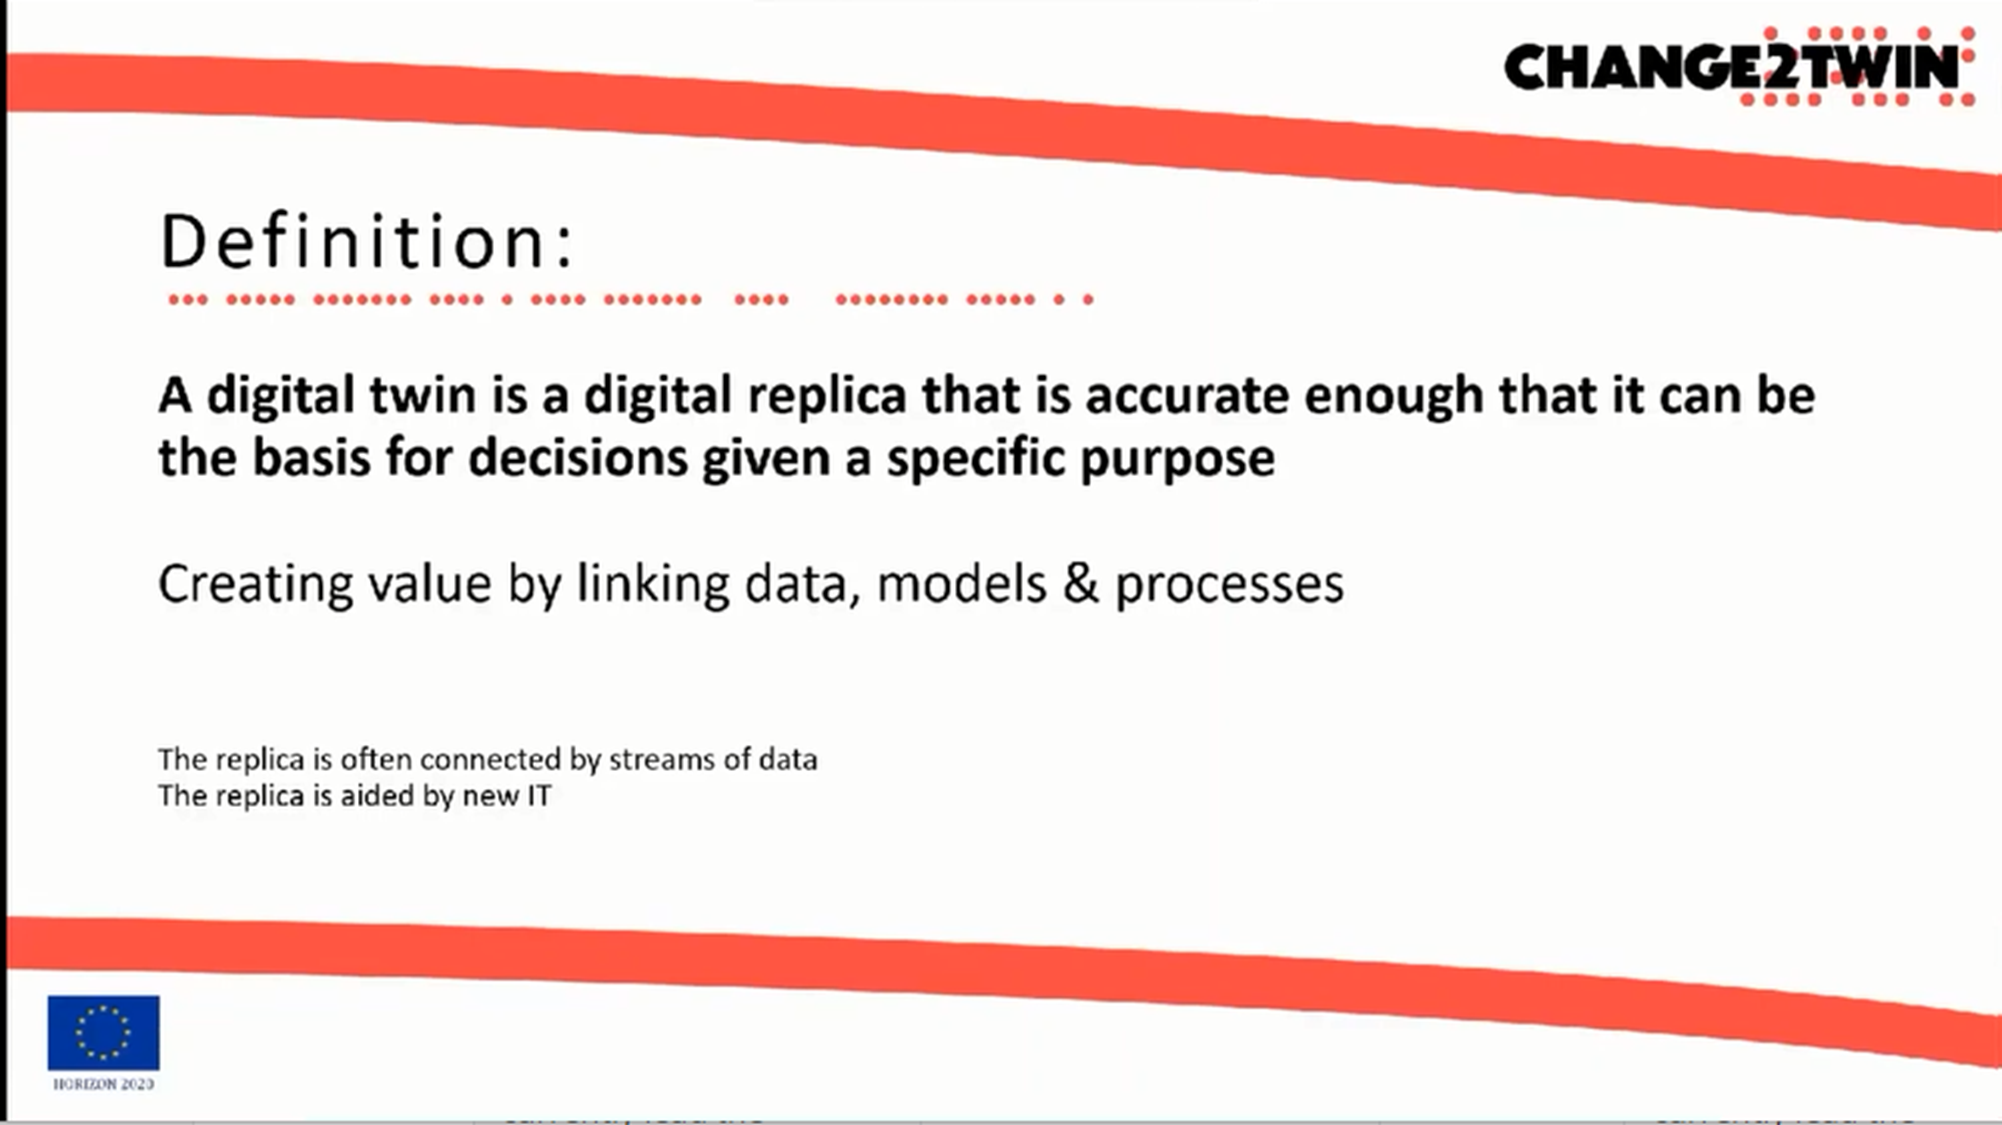 CHANGE2TWIN
Definition:
A digital twin is a digital replica that is accurate enough that it can be
the basis for decisions given a specific purpose
Creating value by linking data, models & processes
The replica is often connected by streams of data
The replica is aided by new IT
HORIZON 2020